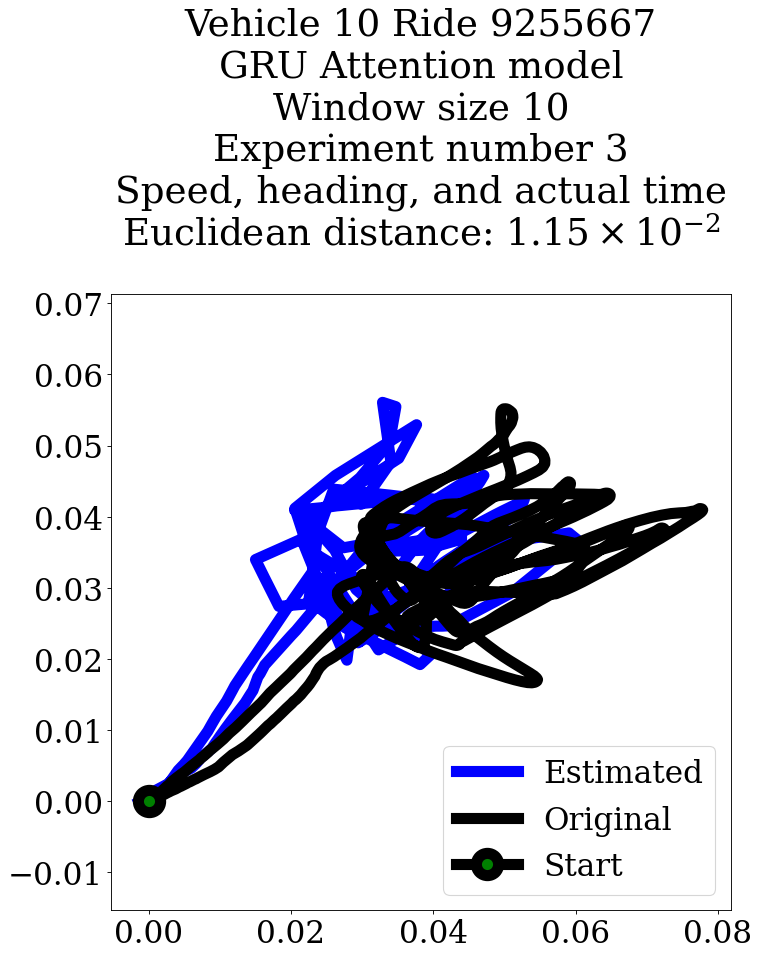 Vehicle 10 Ride 9255667
GRU Attention model
Window size 10
Experiment number 3
Speed, heading, and actual time
Euclidean distance: 1.15 × 10⁻²
0.07
0.06
0.05
0.04
0.03
0.02
0.01
0.00
−0.01
Estimated
Original
Start
0.00 0.02 0.04 0.06 0.08